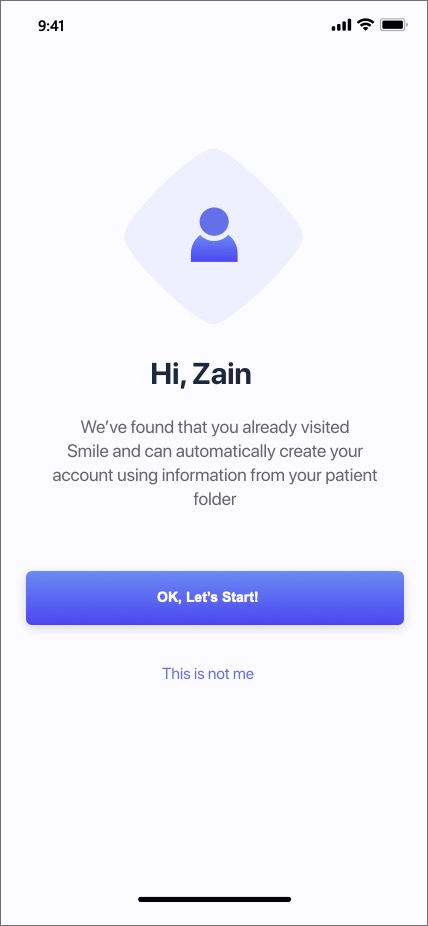 9:41
Hi, Zain
We've found that you already visited
Smile and can automatically create your
account using information from your patient
folder
OK, Let's Start!
This is not me